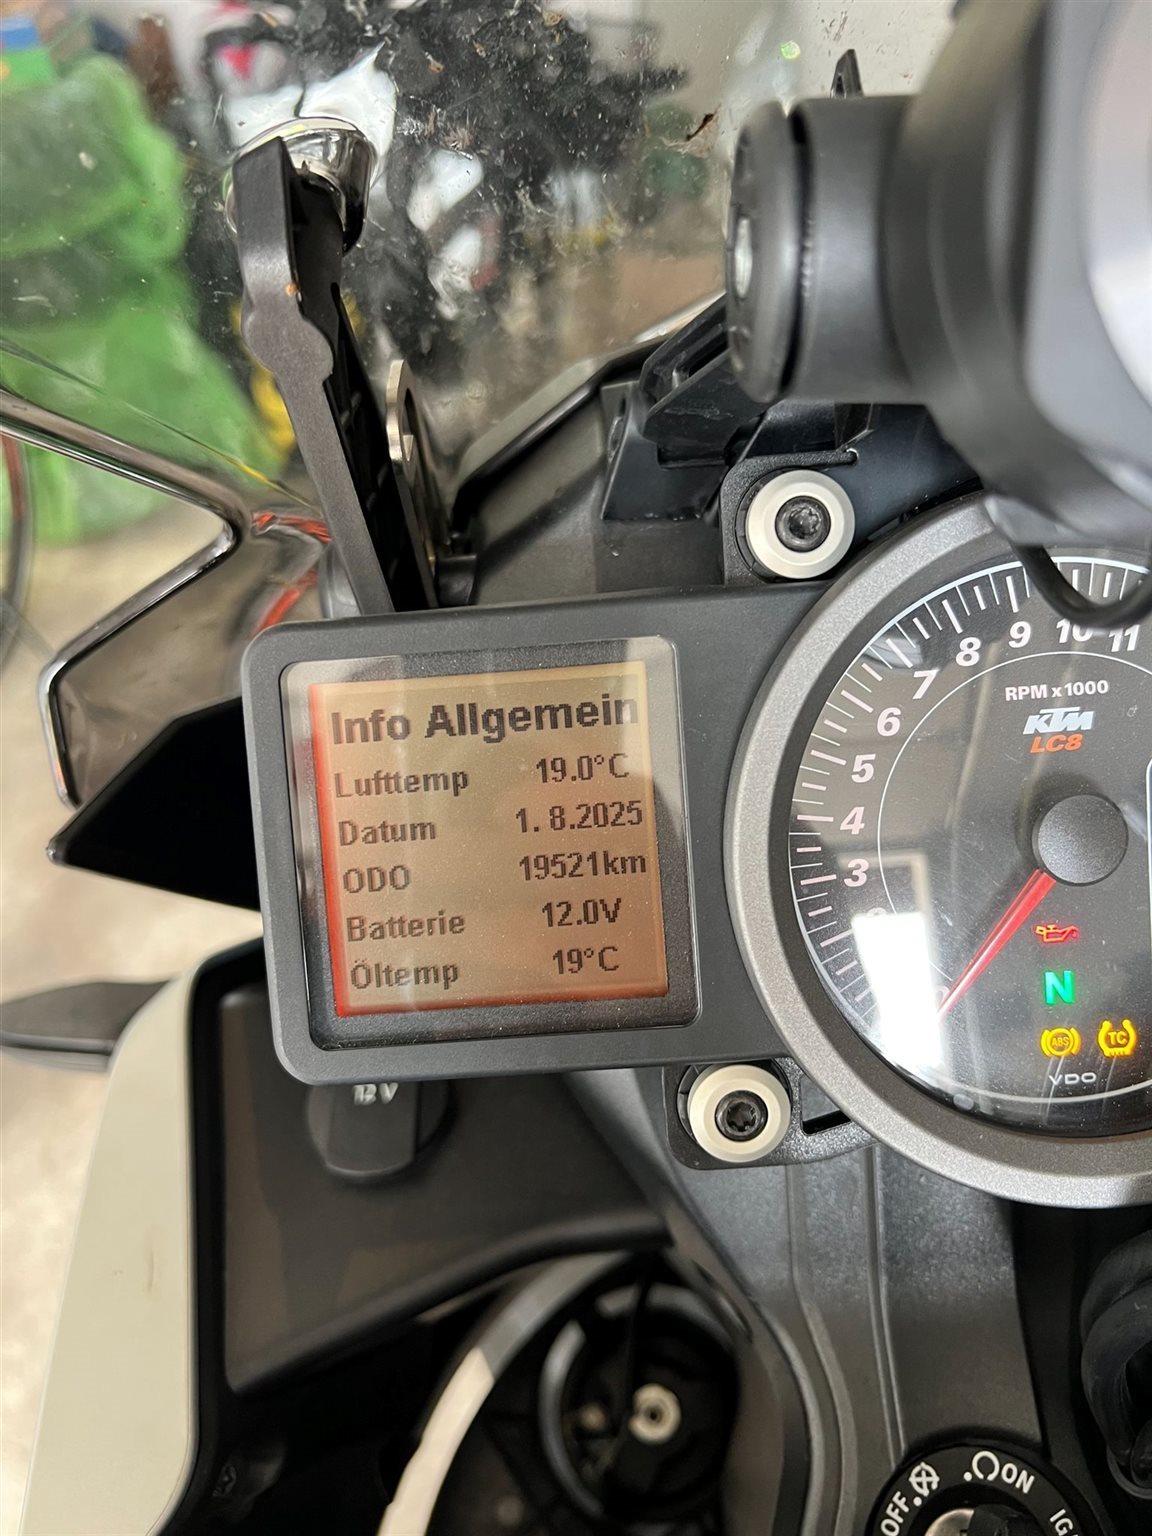 Info Allgemein
Lufttemp 19.0°C
Datum 1. 8.2025
ODO 19521km
Batterie 12.0V
Öltemp 19°C
12V
3 4 5 6 7 8 9 10 11
RPM x 1000
KTM
LC8
N
ABS TC
VDO
OFF ON